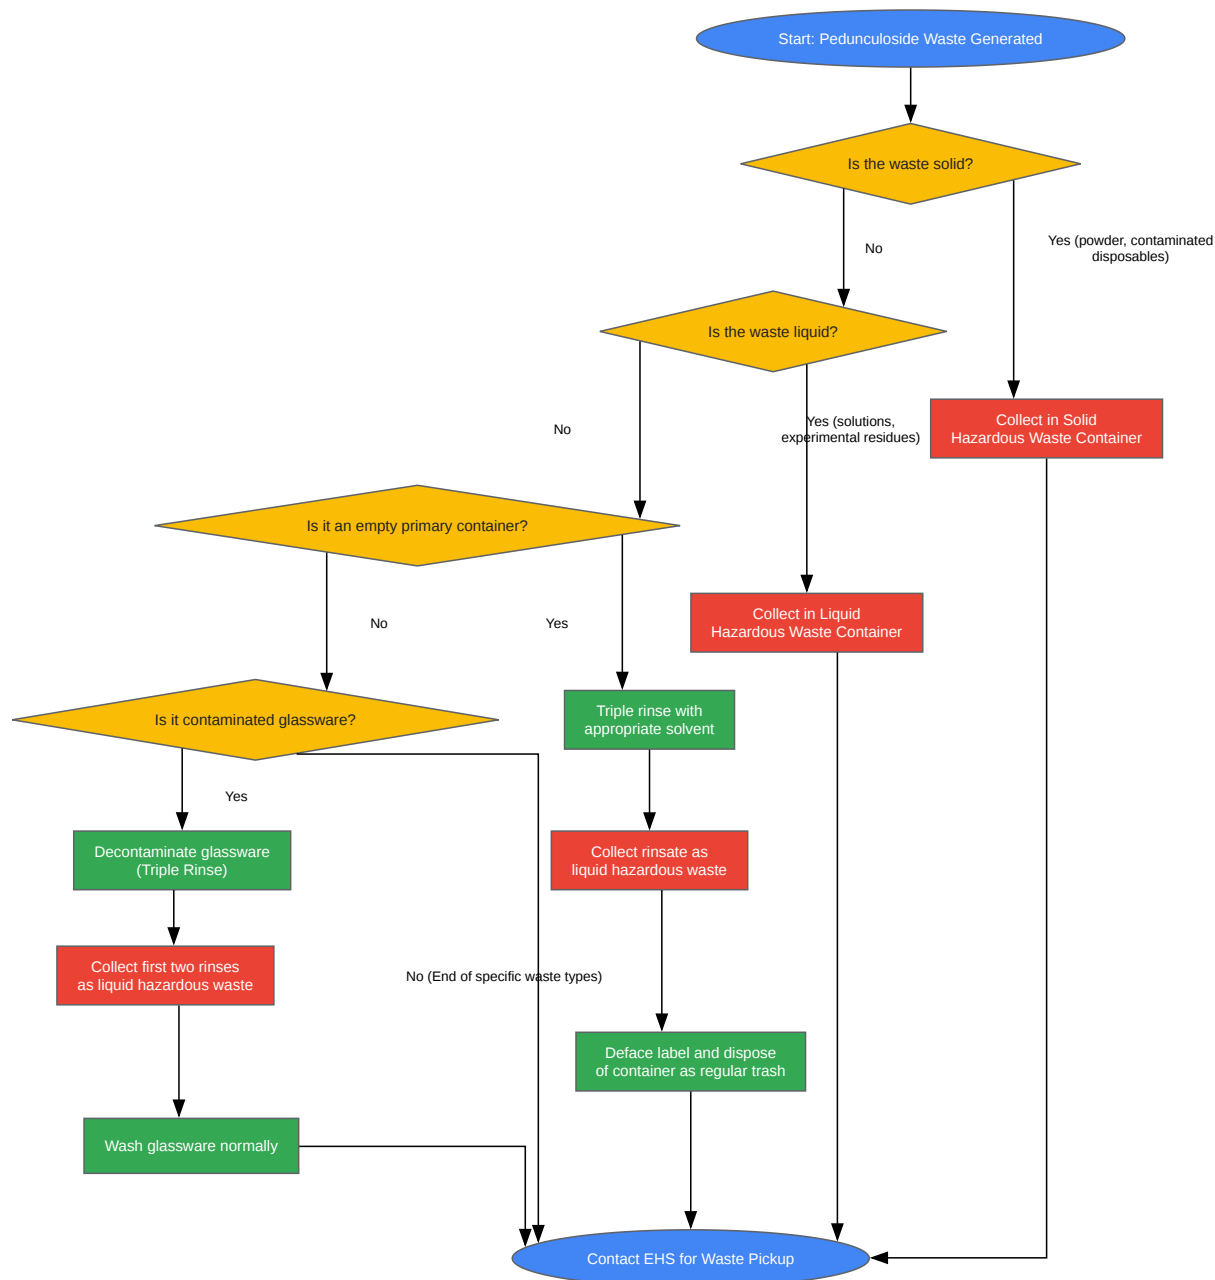 Start: Pedunculoside Waste Generated
Is the waste solid?
No
Yes (powder, contaminated
disposables)
Is the waste liquid?
No
Yes (solutions,
experimental residues)
Collect in Solid
Hazardous Waste Container
Is it an empty primary container?
No
Yes
Collect in Liquid
Hazardous Waste Container
Is it contaminated glassware?
Triple rinse with
appropriate solvent
Yes
Decontaminate glassware
(Triple Rinse)
Collect rinsate as
liquid hazardous waste
Collect first two rinses
as liquid hazardous waste
No (End of specific waste types)
Deface label and dispose
of container as regular trash
Wash glassware normally
Contact EHS for Waste Pickup